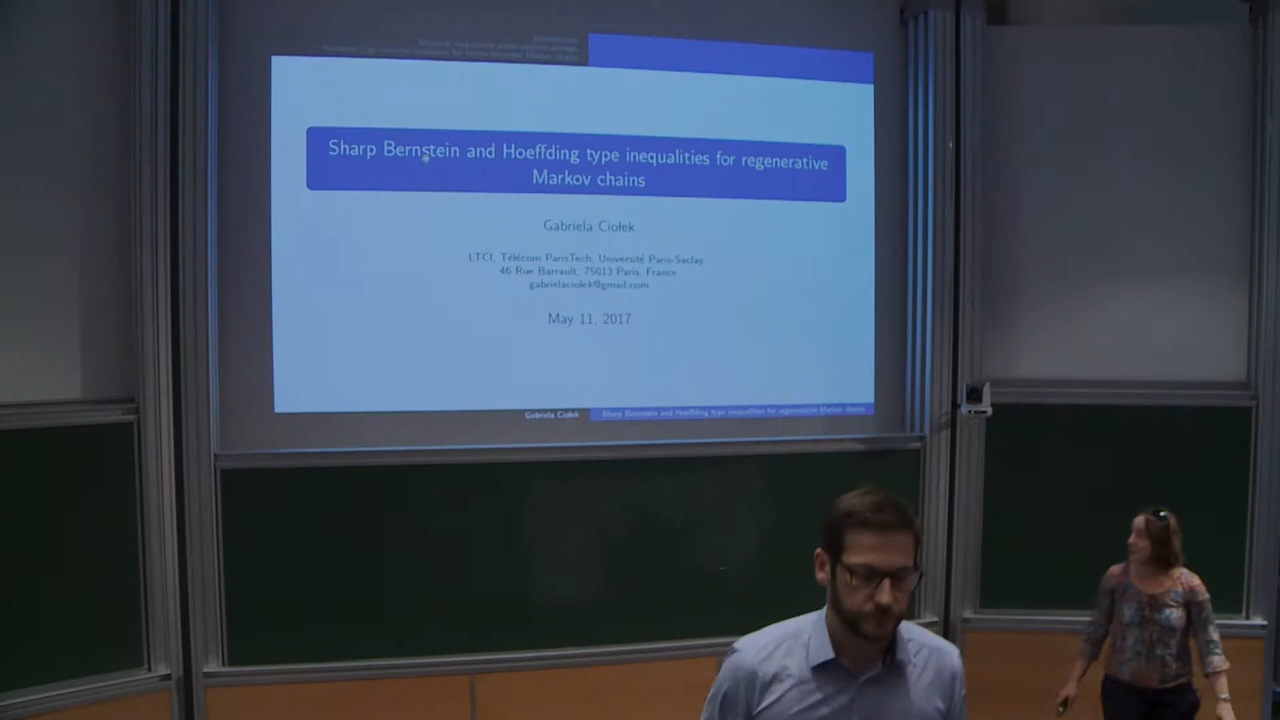 Sharp Bernstein and Hoeffding type inequalities for regenerative
Markov chains
Gabriela Ciołek
LTCI, Télécom ParisTech, Université Paris-Saclay,
46 Rue Barrault, 75013 Paris, France
gabrielaciolek@gmail.com
May 11, 2017
Gabriela Ciołek
Sharp Bernstein and Hoeffding type inequalities for regenerative Markov chains